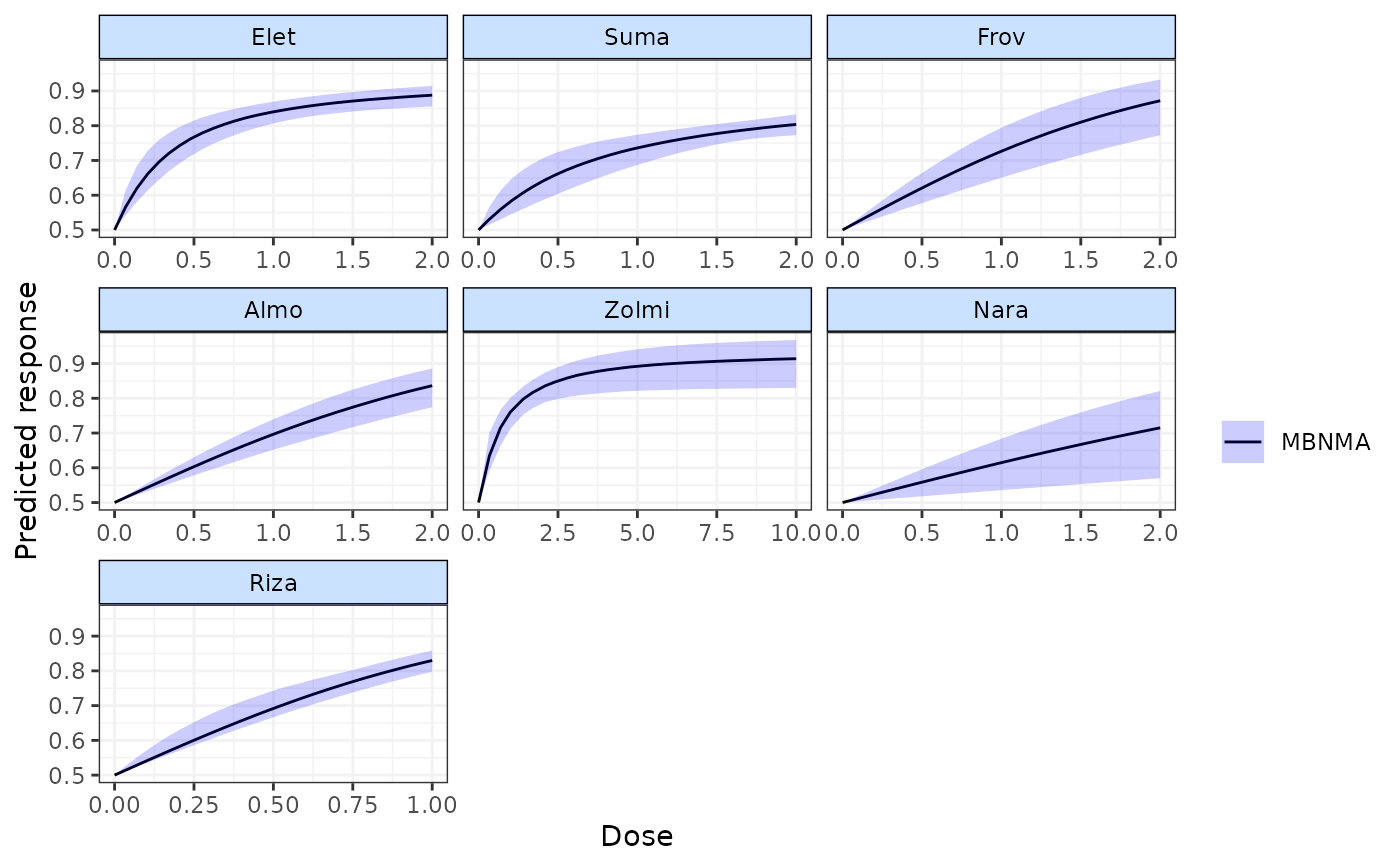 Elet Suma Frov
0.9
0.8
0.7
0.6
0.5
0.0 0.5 1.0 1.5 2.0 0.0 0.5 1.0 1.5 2.0 0.0 0.5 1.0 1.5 2.0
Predicted response
Almo Zolmi Nara
0.9
0.8
0.7
0.6
0.5
0.0 0.5 1.0 1.5 2.0 0.0 2.5 5.0 7.5 10.0 0.0 0.5 1.0 1.5 2.0
MBNMA
Riza
0.9
0.8
0.7
0.6
0.5
0.00 0.25 0.50 0.75 1.00
Dose